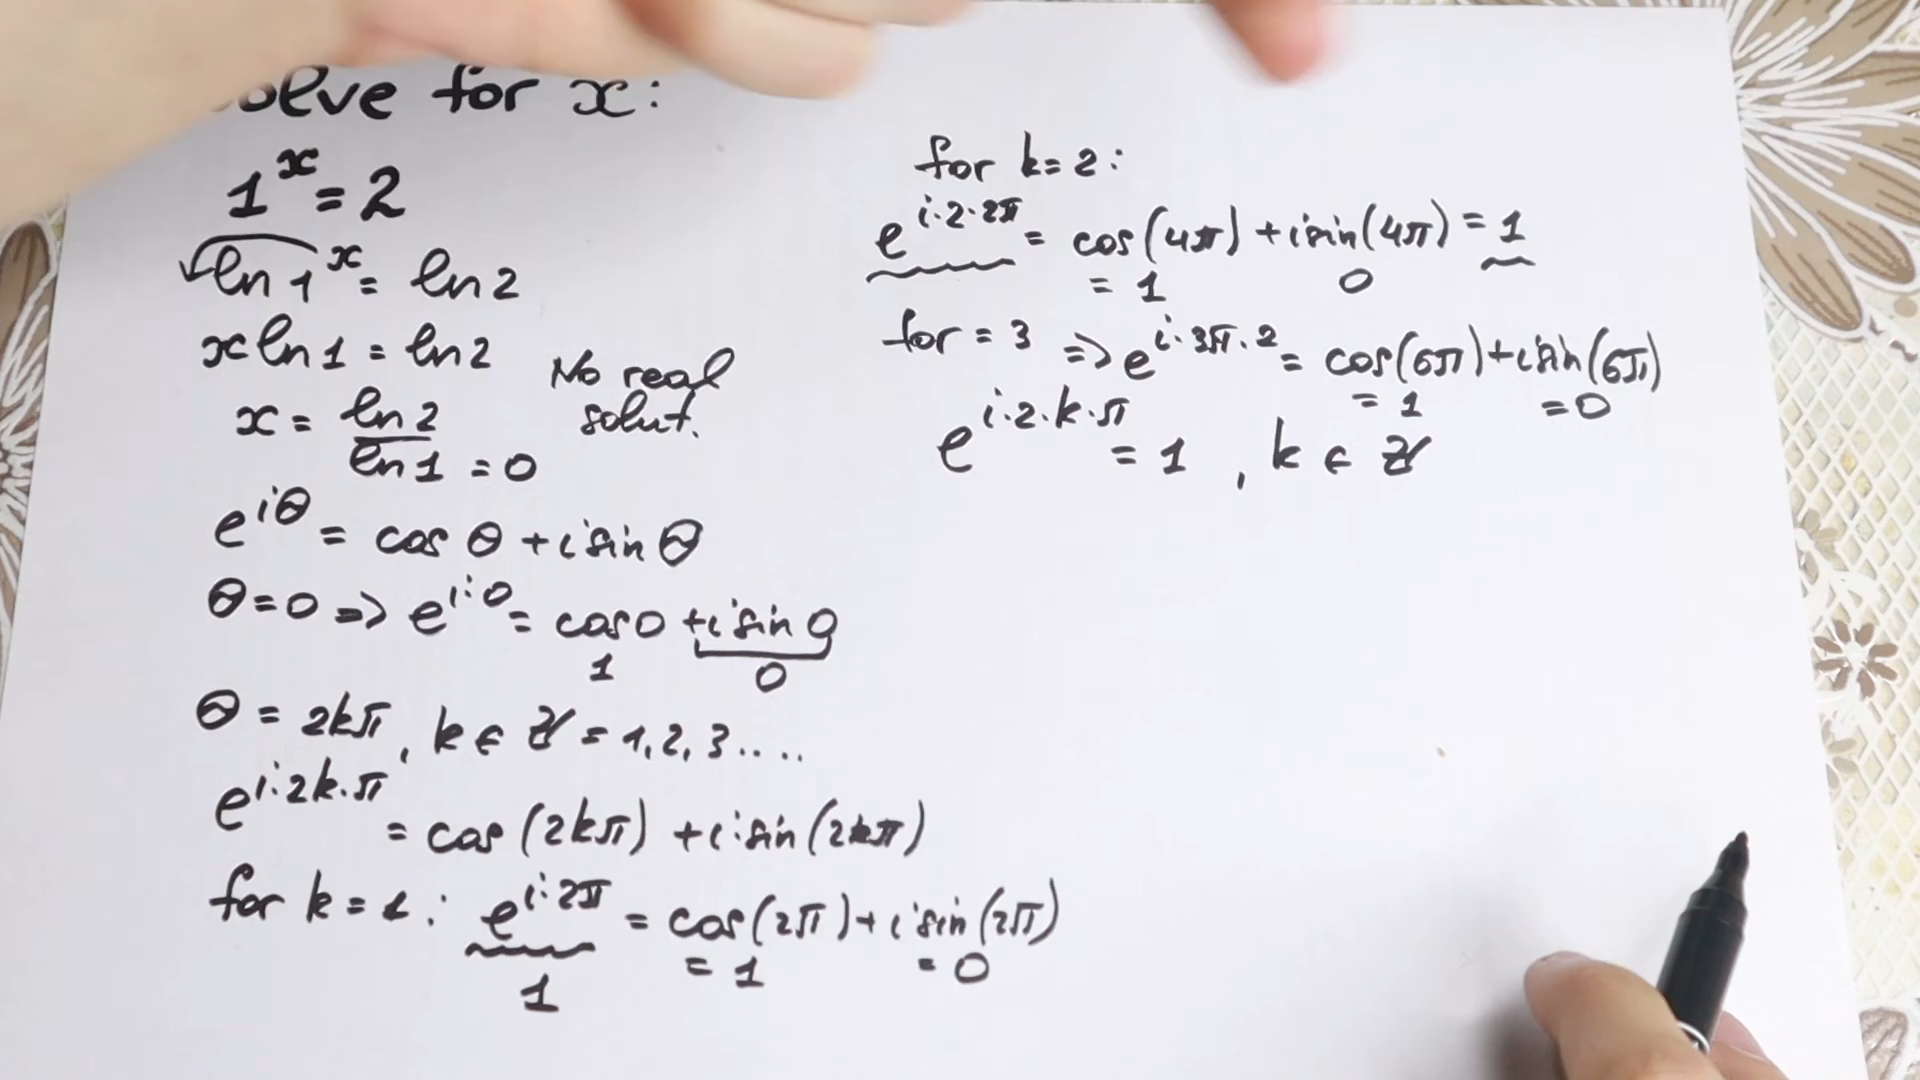 solve for x:
1^x = 2
ln 1^x = ln 2
x ln 1 = ln 2
No real
solut.
x = ln 2 / ln 1 = 0
e^{iθ} = cos θ + i sin θ
θ = 0 => e^{i·0} = cos 0 + i sin 0
1 0
θ = 2kπ, k ∈ Z = 1, 2, 3....
e^{i·2k·π} = cos (2kπ) + i·sin (2kπ)
for k = 1: e^{i·2π} = cos (2π) + i sin (2π)
1 = 1 = 0
for k = 2:
e^{i·2·2π} = cos (4π) + i sin (4π) = 1
= 1 0
for = 3 => e^{i·3π·2} = cos (6π) + i sin (6π)
= 1 = 0
e^{i·2·k·π} = 1 , k ∈ Z